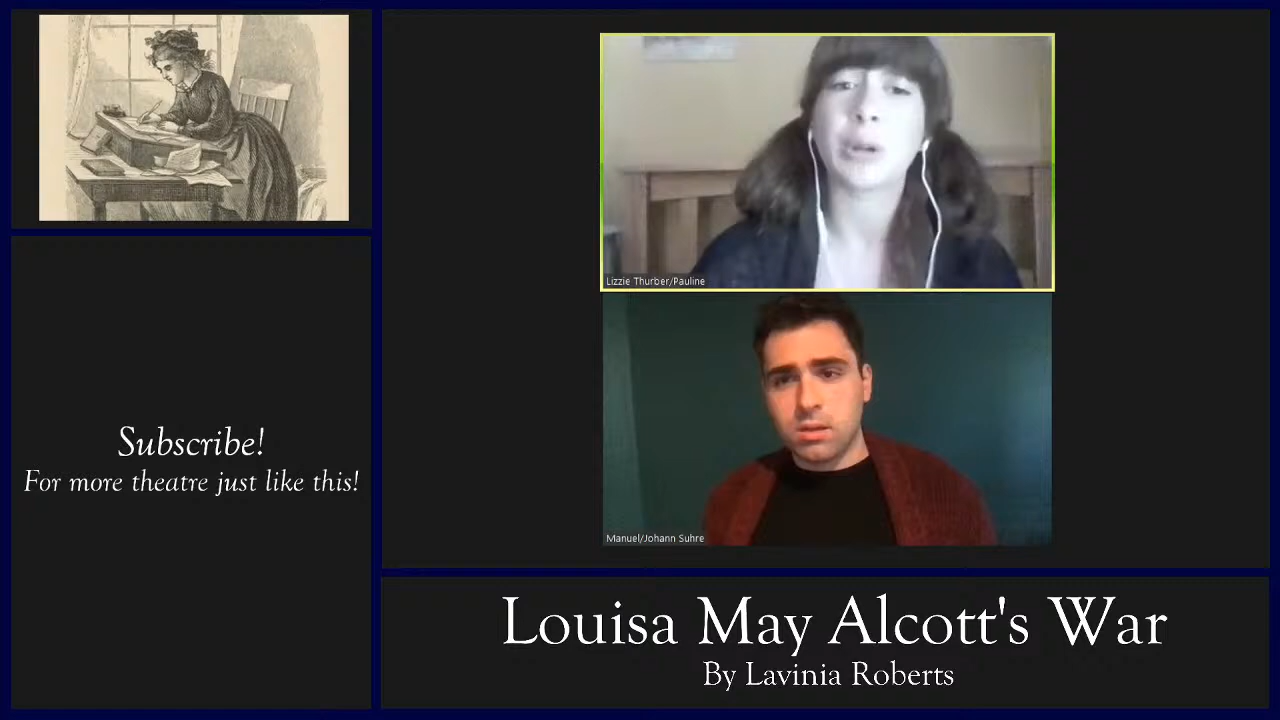 Lizzie Thurber/Pauline
Manuel/Johann Suhre
Subscribe!
For more theatre just like this!
Louisa May Alcott's War
By Lavinia Roberts